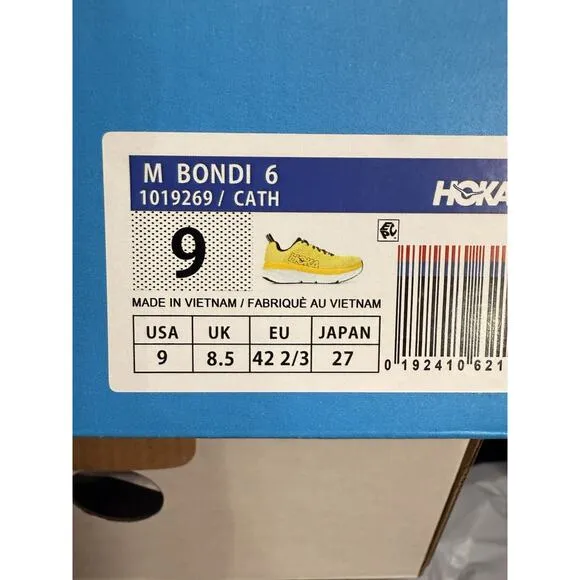 M BONDI 6
1019269 / CATH
HOKA
9
HOKA
MADE IN VIETNAM / FABRIQUÈ AU VIETNAM
USA UK EU JAPAN
9 8.5 42 2/3 27
0 192410 621